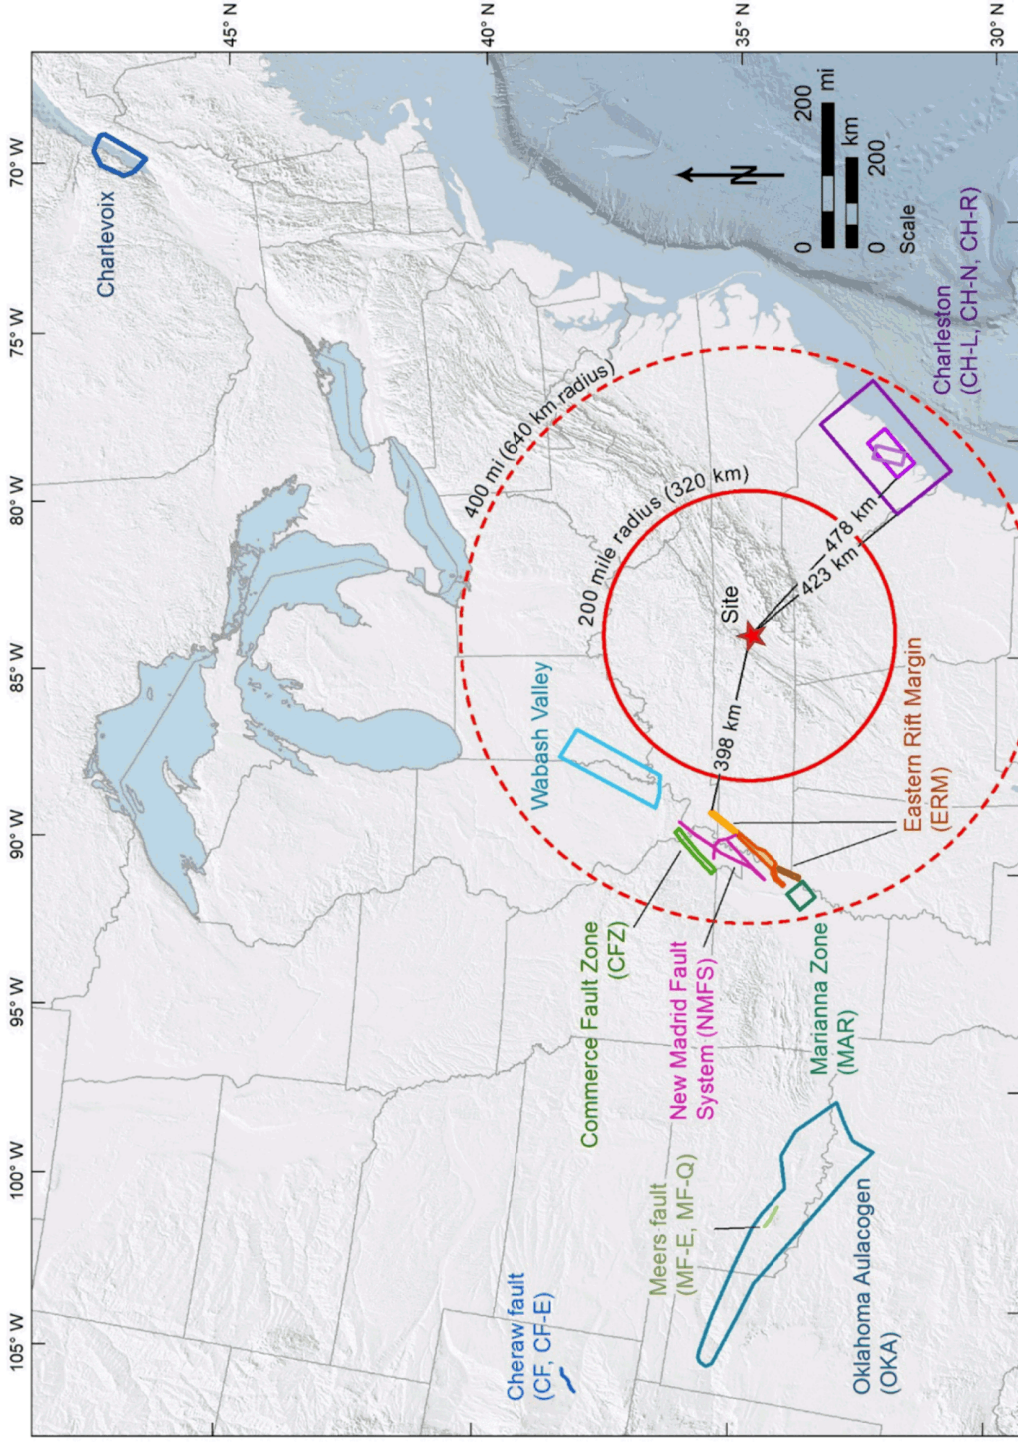 105° W
100° W
95° W
90° W
85° W
80° W
75° W
70° W
45° N
40° N
35° N
30° N
Charlevoix
400 mi (640 km radius)
200 mile radius (320 km)
Site
398 km
478 km
423 km
Wabash Valley
Commerce Fault Zone
(CFZ)
New Madrid Fault
System (NMFS)
Eastern Rift Margin
(ERM)
Marianna Zone
(MAR)
Meers fault
(MF-E, MF-Q)
Cheraw fault
(CF, CF-E)
Oklahoma Aulacogen
(OKA)
Charleston
(CH-L, CH-N, CH-R)
N
0 200 mi
0 200 km
Scale